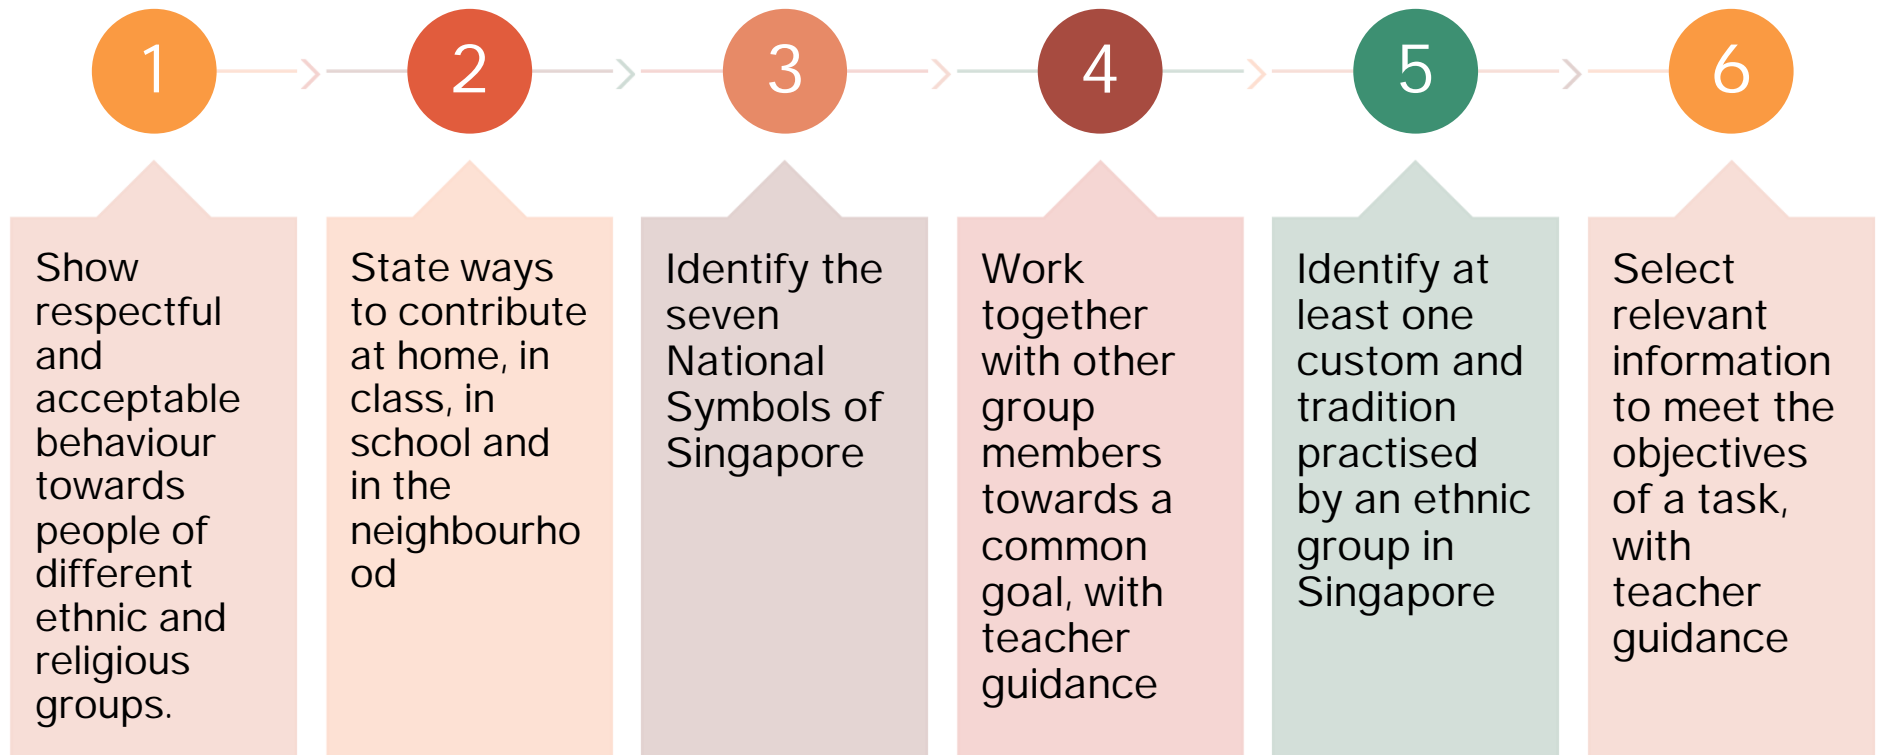 1
2
3
4
5
6
Show
respectful
and
acceptable
behaviour
towards
people of
different
ethnic and
religious
groups.
State ways
to contribute
at home, in
class, in
school and
in the
neighbourho
od
Identify the
seven
National
Symbols of
Singapore
Work
together
with other
group
members
towards a
common
goal, with
teacher
guidance
Identify at
least one
custom and
tradition
practised
by an ethnic
group in
Singapore
Select
relevant
information
to meet the
objectives
of a task,
with
teacher
guidance